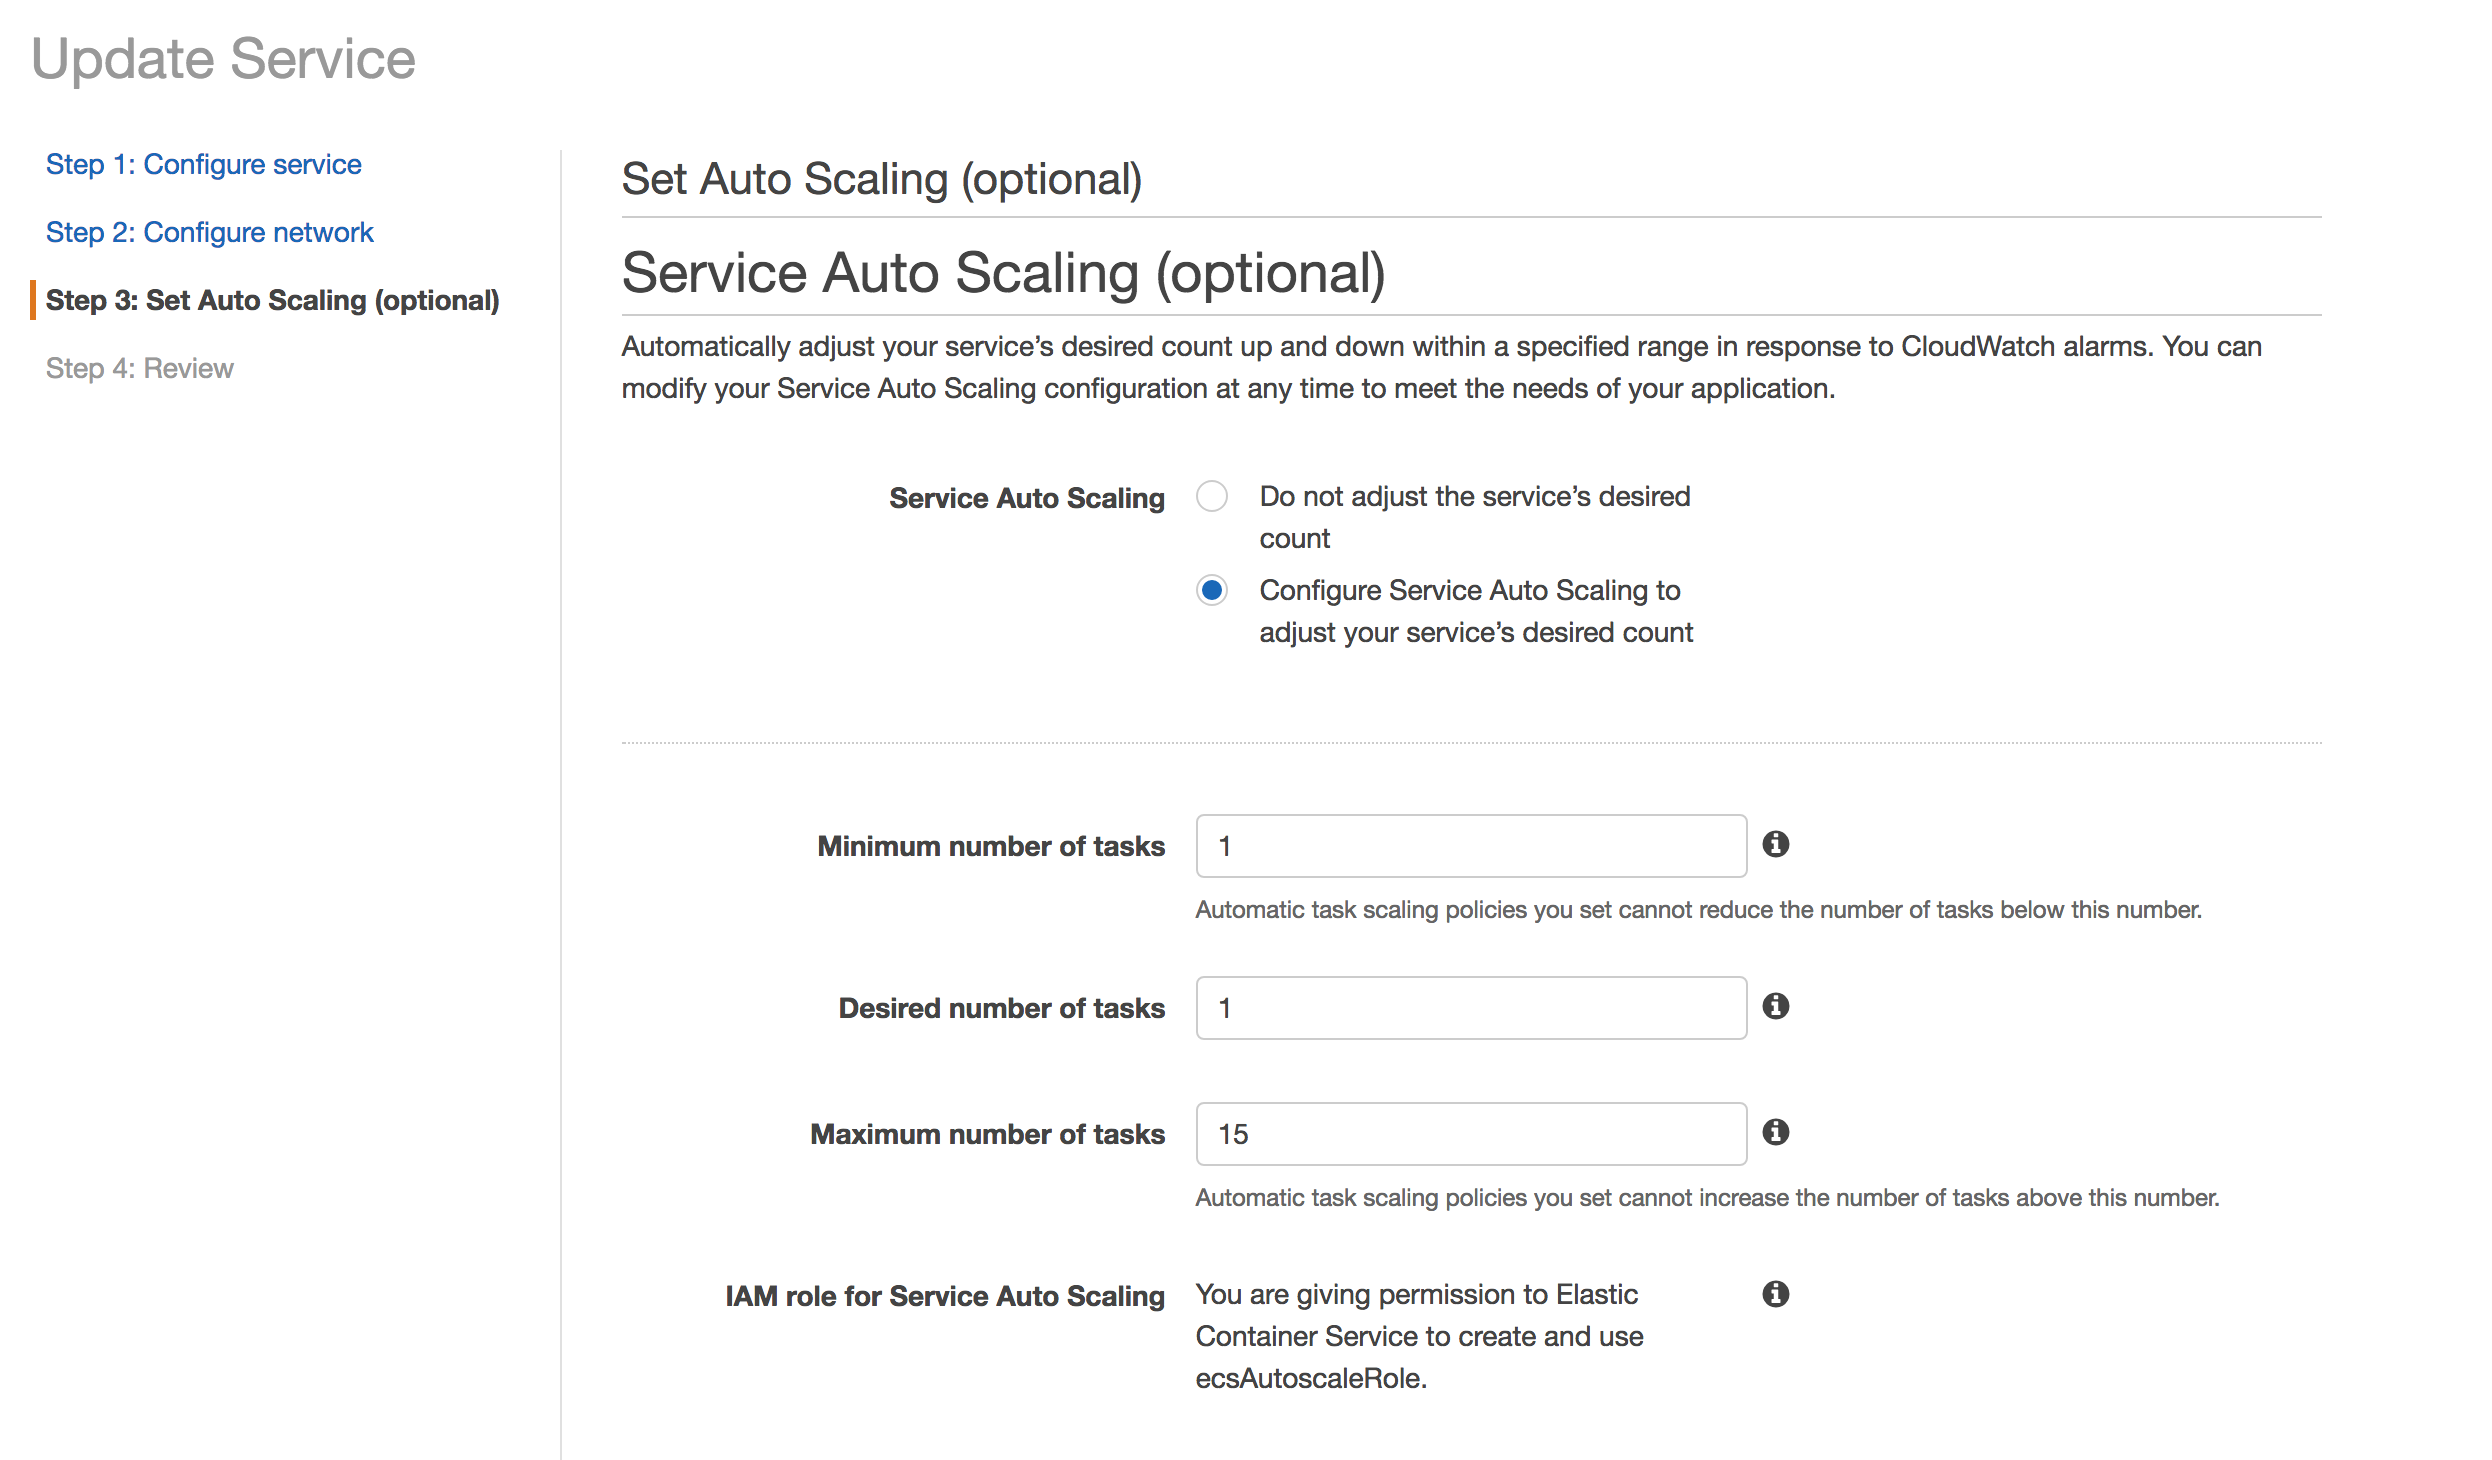 Update Service
Step 1: Configure service
Step 2: Configure network
Step 3: Set Auto Scaling (optional)
Step 4: Review
Set Auto Scaling (optional)
Service Auto Scaling (optional)
Automatically adjust your service’s desired count up and down within a specified range in response to CloudWatch alarms. You can
modify your Service Auto Scaling configuration at any time to meet the needs of your application.
Service Auto Scaling
Do not adjust the service’s desired
count
Configure Service Auto Scaling to
adjust your service’s desired count
Minimum number of tasks
1
Automatic task scaling policies you set cannot reduce the number of tasks below this number.
Desired number of tasks
1
Maximum number of tasks
15
Automatic task scaling policies you set cannot increase the number of tasks above this number.
IAM role for Service Auto Scaling
You are giving permission to Elastic
Container Service to create and use
ecsAutoscaleRole.